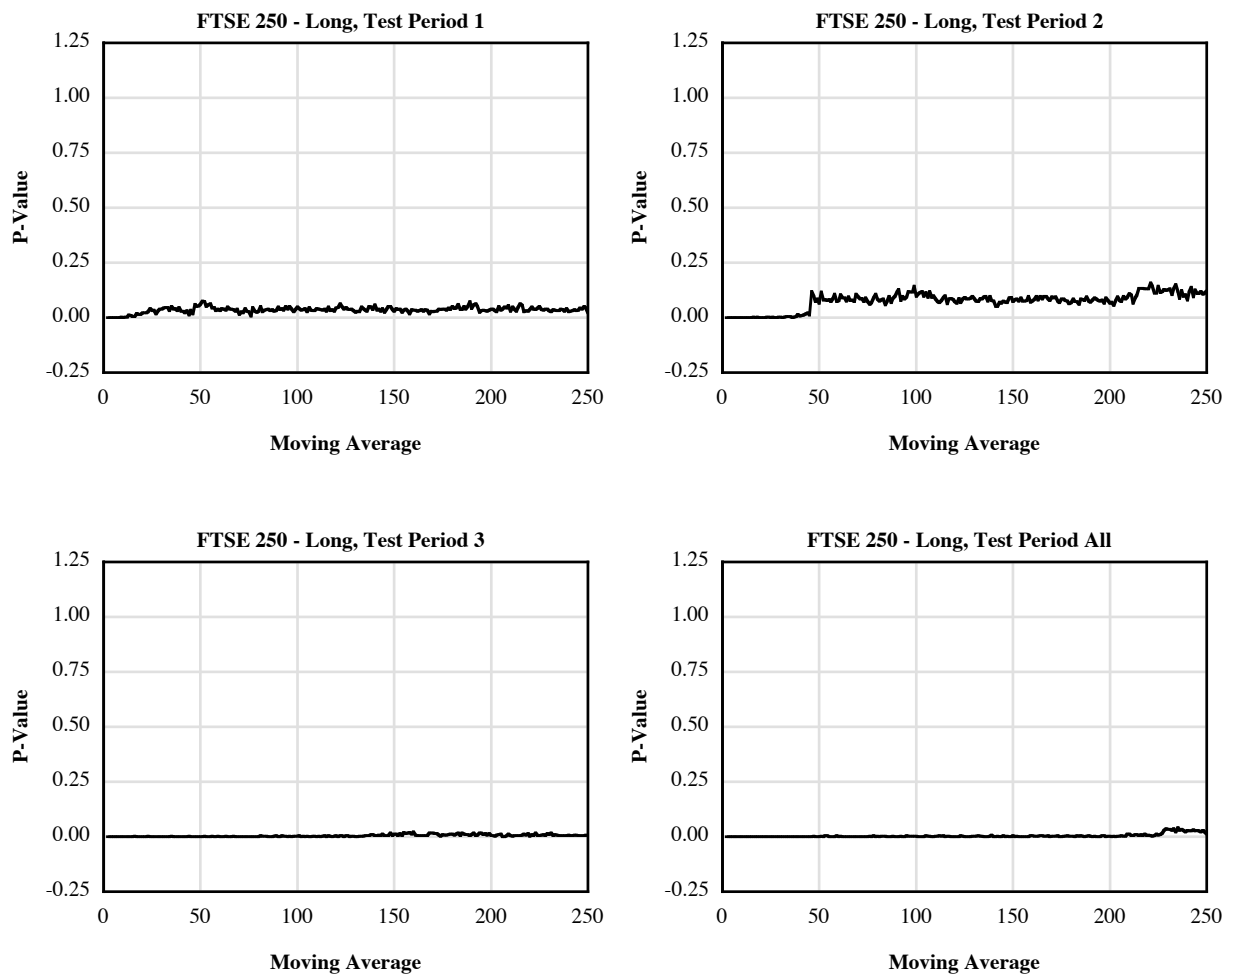 FTSE 250 - Long, Test Period 1
1.25
1.00
0.75
0.50
0.25
0.00
-0.25
P-Value
0 50 100 150 200 250
Moving Average
FTSE 250 - Long, Test Period 2
1.25
1.00
0.75
0.50
0.25
0.00
-0.25
P-Value
0 50 100 150 200 250
Moving Average
FTSE 250 - Long, Test Period 3
1.25
1.00
0.75
0.50
0.25
0.00
-0.25
P-Value
0 50 100 150 200 250
Moving Average
FTSE 250 - Long, Test Period All
1.25
1.00
0.75
0.50
0.25
0.00
-0.25
P-Value
0 50 100 150 200 250
Moving Average